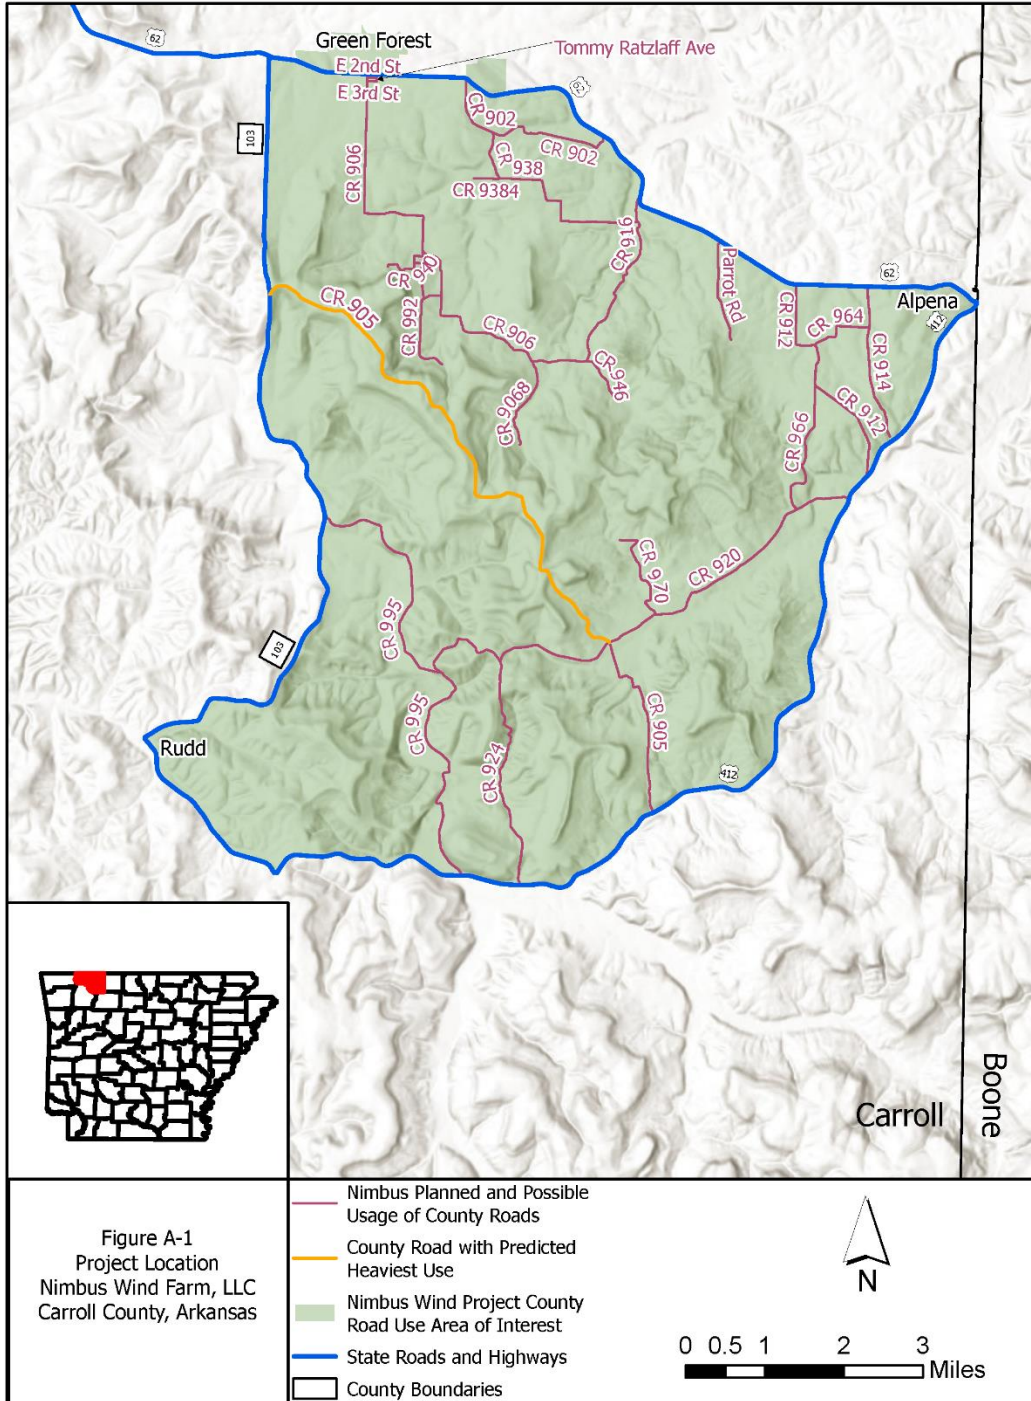 62
Green Forest
Tommy Ratzlaff Ave
E 2nd St
E 3rd St
62
103
CR 902
CR 902
CR 906
CR 938
CR 9384
CR 916
Parrot Rd
CR 940
62
Alpena
412
CR 905
CR 992
CR 906
CR 912
CR 964
CR 914
CR 946
CR 9068
CR 912
CR 966
CR 970
CR 920
CR 995
103
CR 995
CR 924
CR 905
Rudd
412
Carroll
Boone
Figure A-1
Project Location
Nimbus Wind Farm, LLC
Carroll County, Arkansas
Nimbus Planned and Possible
Usage of County Roads
County Road with Predicted
Heaviest Use
Nimbus Wind Project County
Road Use Area of Interest
State Roads and Highways
County Boundaries
N
0 0.5 1 2 3
Miles